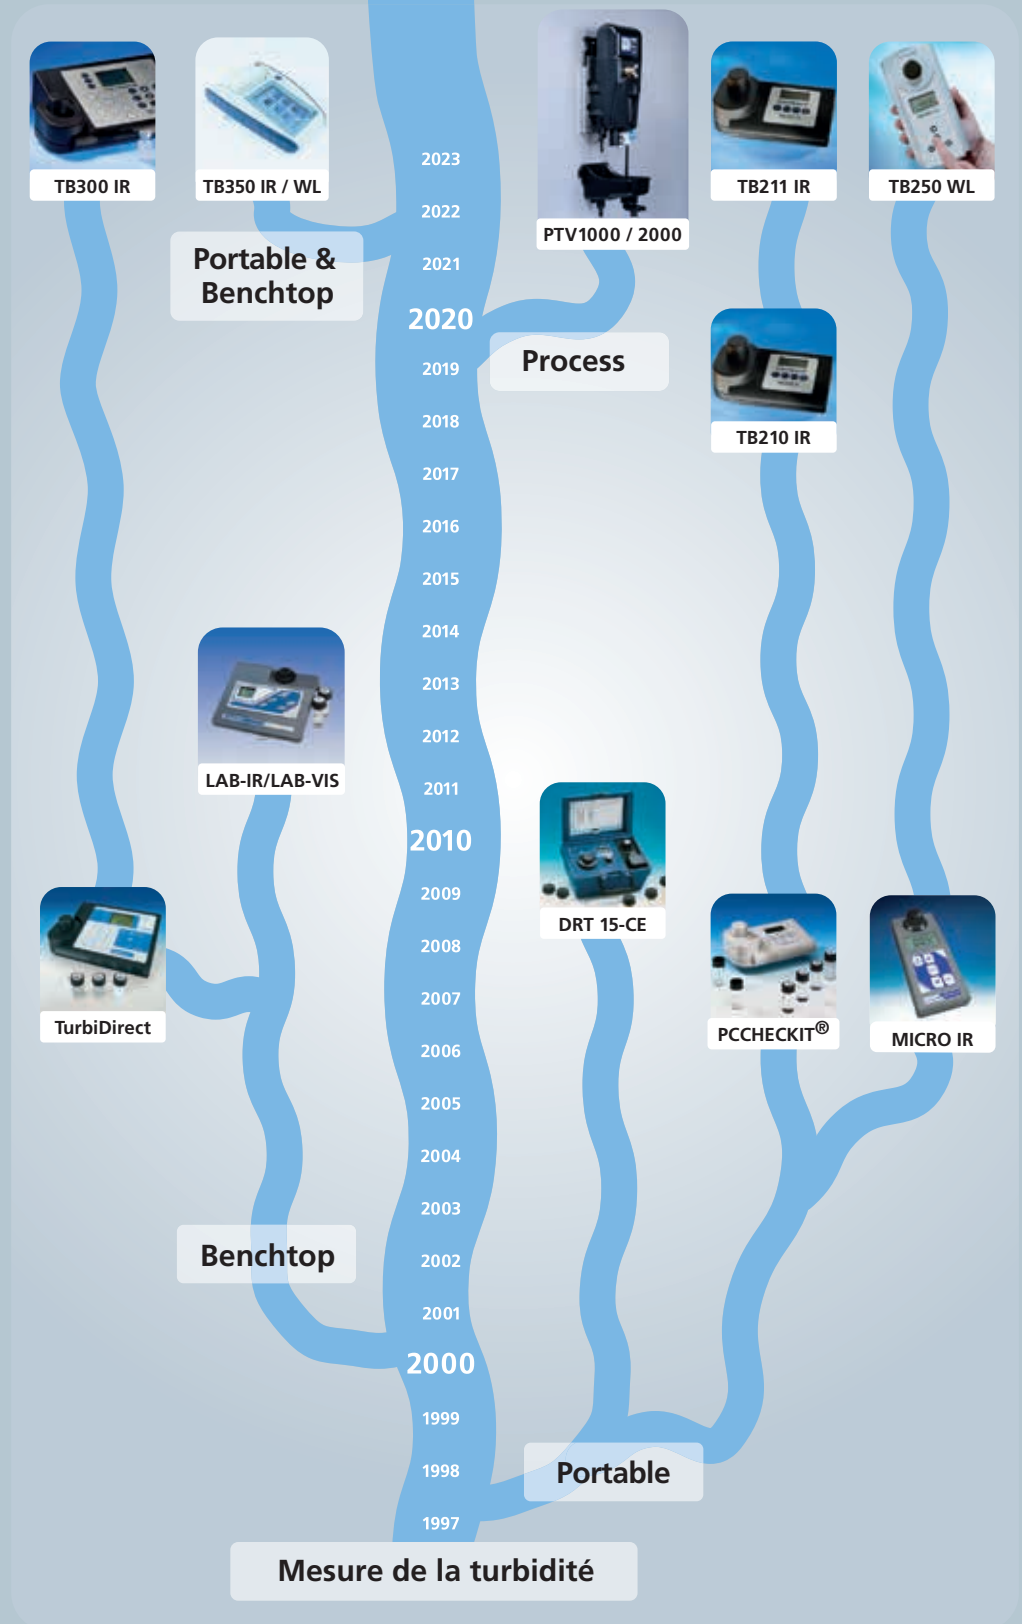 TB300 IR
TB350 IR / WL
PTV1000 / 2000
TB211 IR
TB250 WL
Portable &
Benchtop
Process
TB210 IR
2023
2022
2021
2020
2019
2018
2017
2016
2015
2014
2013
2012
2011
2010
2009
2008
2007
2006
2005
2004
2003
2002
2001
2000
1999
1998
1997
LAB-IR/LAB-VIS
DRT 15-CE
TurbiDirect
PCCHECKIT®
MICRO IR
Benchtop
Portable
Mesure de la turbidité